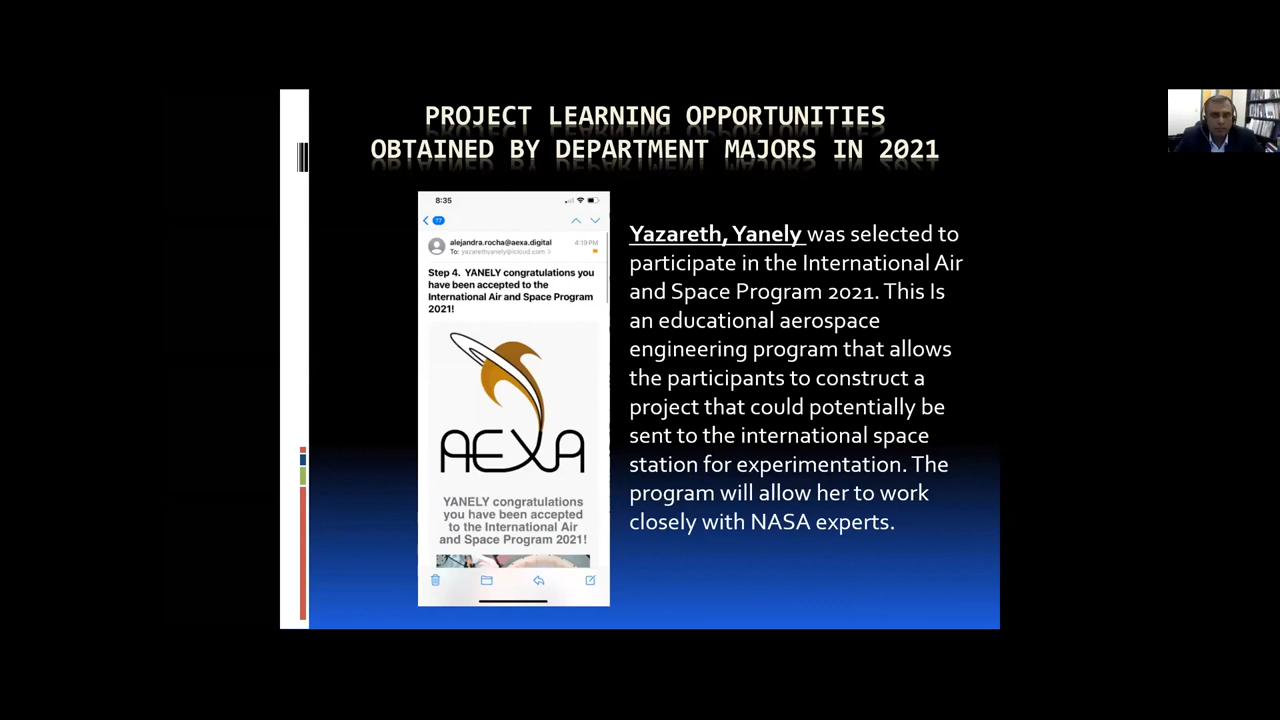 PROJECT LEARNING OPPORTUNITIES
OBTAINED BY DEPARTMENT MAJORS IN 2021
8:35
77
alejandra.rocha@aexa.digital
4:19 PM
To: yazarethyanely@icloud.com >
Step 4. YANELY congratulations you
have been accepted to the
International Air and Space Program
2021!
AEXA
YANELY congratulations
you have been accepted
to the International Air
and Space Program 2021!
Yazareth, Yanely was selected to
participate in the International Air
and Space Program 2021. This Is
an educational aerospace
engineering program that allows
the participants to construct a
project that could potentially be
sent to the international space
station for experimentation. The
program will allow her to work
closely with NASA experts.